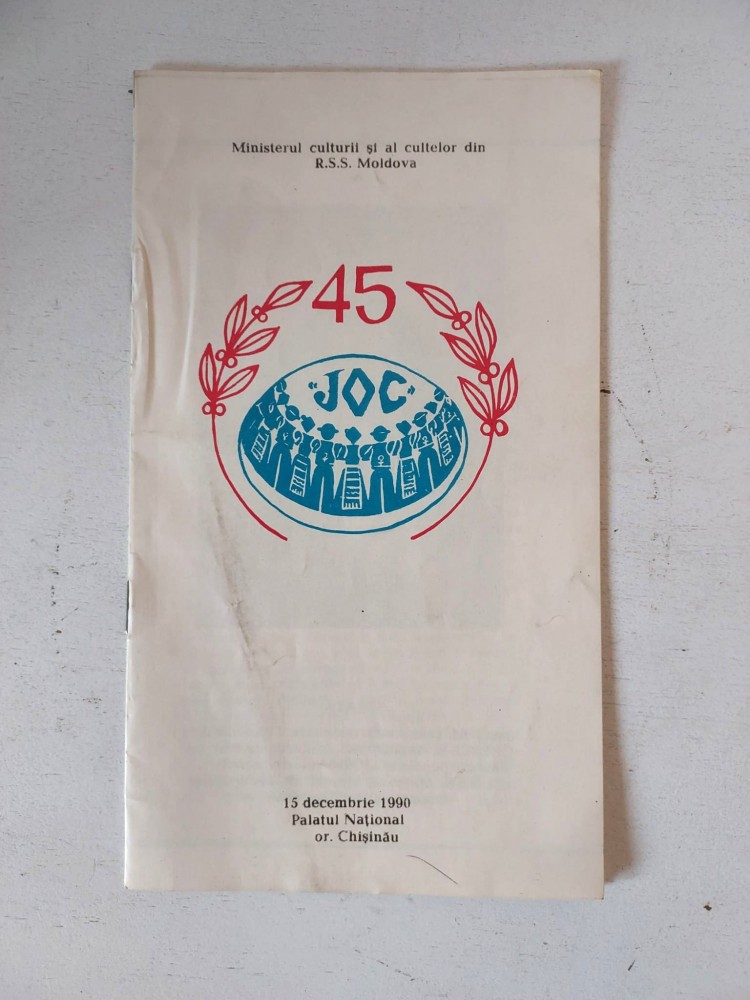 Ministerul culturii și al cultelor din
R.S.S. Moldova
45
"JOC"
15 decembrie 1990
Palatul Național
or. Chișinău